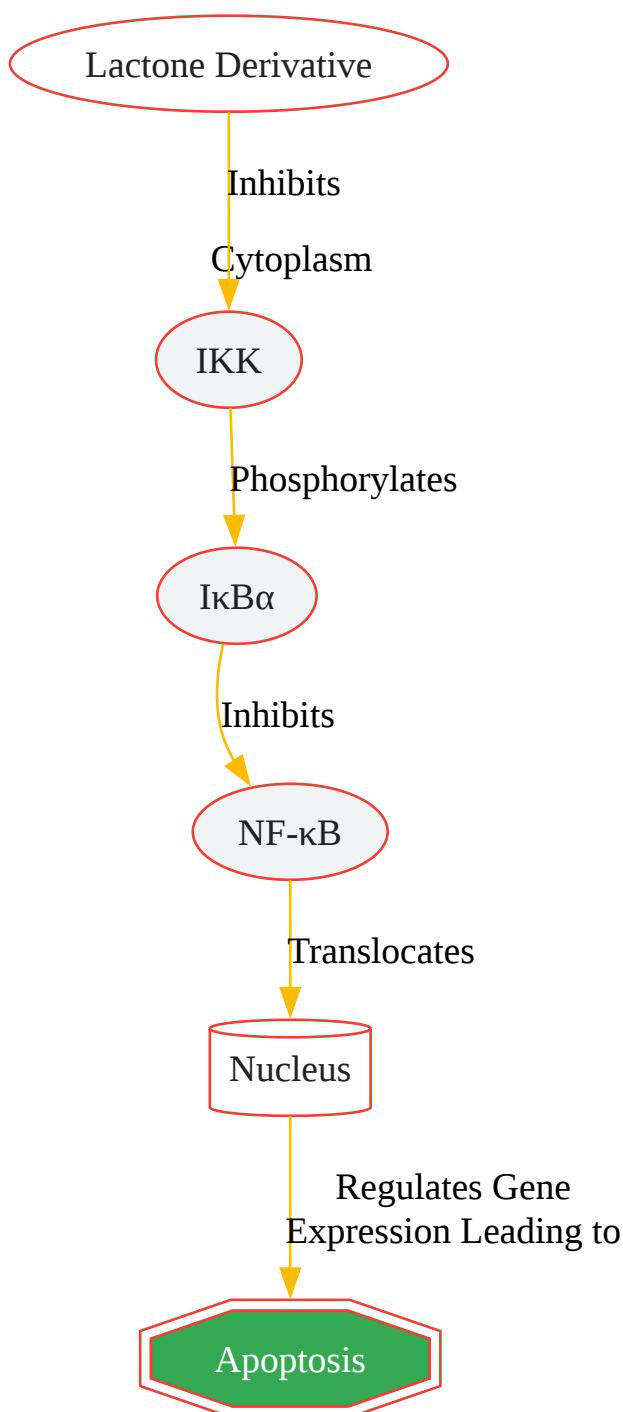 Lactone Derivative
Inhibits
Cytoplasm
IKK
Phosphorylates
IκBα
Inhibits
NF-κB
Translocates
Nucleus
Regulates Gene
Expression Leading to
Apoptosis